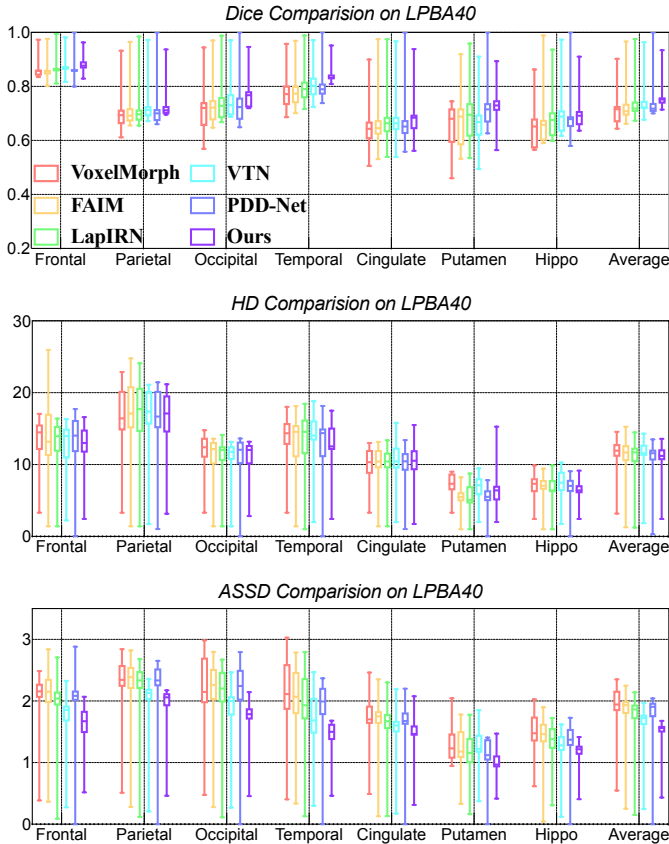 Dice Comparision on LPBA40
1.0
0.8
0.6
0.4
0.2
VoxelMorph VTN
FAIM PDD-Net
LapIRN Ours
Frontal Parietal Occipital Temporal Cingulate Putamen Hippo Average
HD Comparision on LPBA40
30
20
10
0
Frontal Parietal Occipital Temporal Cingulate Putamen Hippo Average
ASSD Comparision on LPBA40
3
2
1
0
Frontal Parietal Occipital Temporal Cingulate Putamen Hippo Average